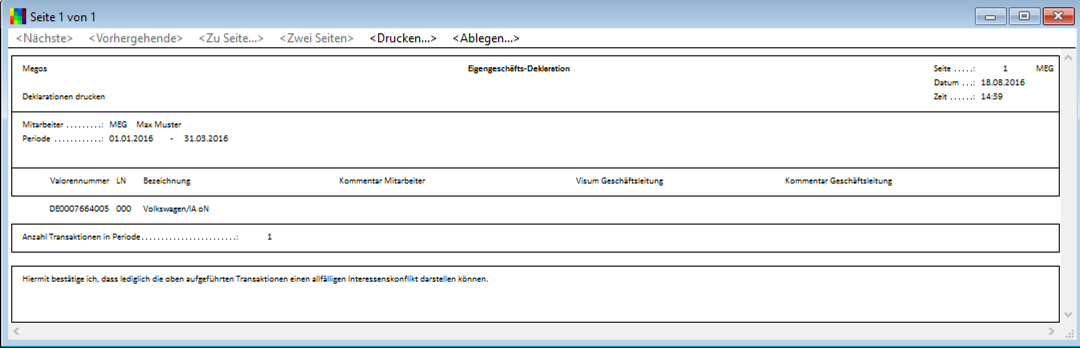 Seite 1 von 1
<Nächste> <Vorhergehende> <Zu Seite...> <Zwei Seiten> <Drucken...> <Ablegen...>
Megos Eigengeschäfts-Deklaration Seite .....: 1 MEG
Datum ...: 18.08.2016
Deklarationen drucken Zeit ......: 14:39
Mitarbeiter .........: MEG Max Muster
Periode ............: 01.01.2016 - 31.03.2016
Valorennummer LN Bezeichnung Kommentar Mitarbeiter Visum Geschäftsleitung Kommentar Geschäftsleitung
DE0007664005 000 Volkswagen/IA oN
Anzahl Transaktionen in Periode........................: 1
Hiermit bestätige ich, dass lediglich die oben aufgeführten Transaktionen einen allfälligen Interessenskonflikt darstellen können.